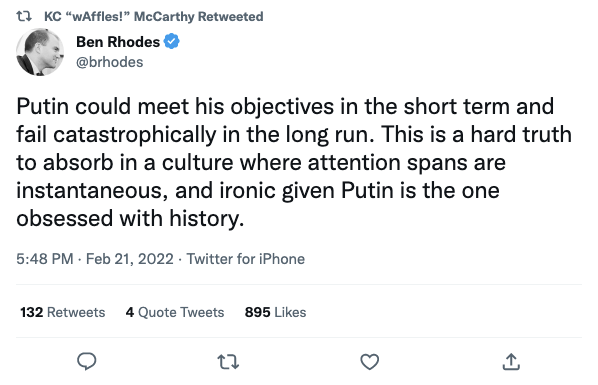 KC “wAffles!” McCarthy Retweeted
Ben Rhodes
@brhodes
Putin could meet his objectives in the short term and
fail catastrophically in the long run. This is a hard truth
to absorb in a culture where attention spans are
instantaneous, and ironic given Putin is the one
obsessed with history.
5:48 PM · Feb 21, 2022 · Twitter for iPhone
132 Retweets 4 Quote Tweets 895 Likes